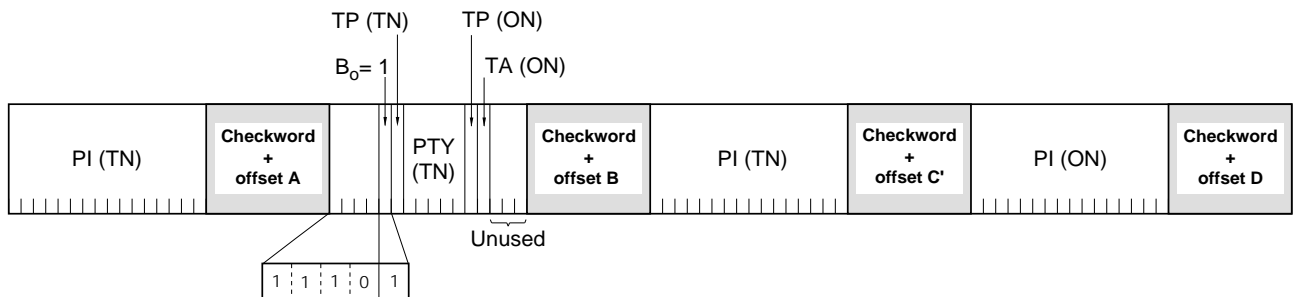 TP (TN)
TP (ON)
B₀= 1
TA (ON)
PI (TN)
Checkword
+
offset A
PTY
(TN)
Checkword
+
offset B
PI (TN)
Checkword
+
offset C'
PI (ON)
Checkword
+
offset D
Unused
1 1 1 0 1